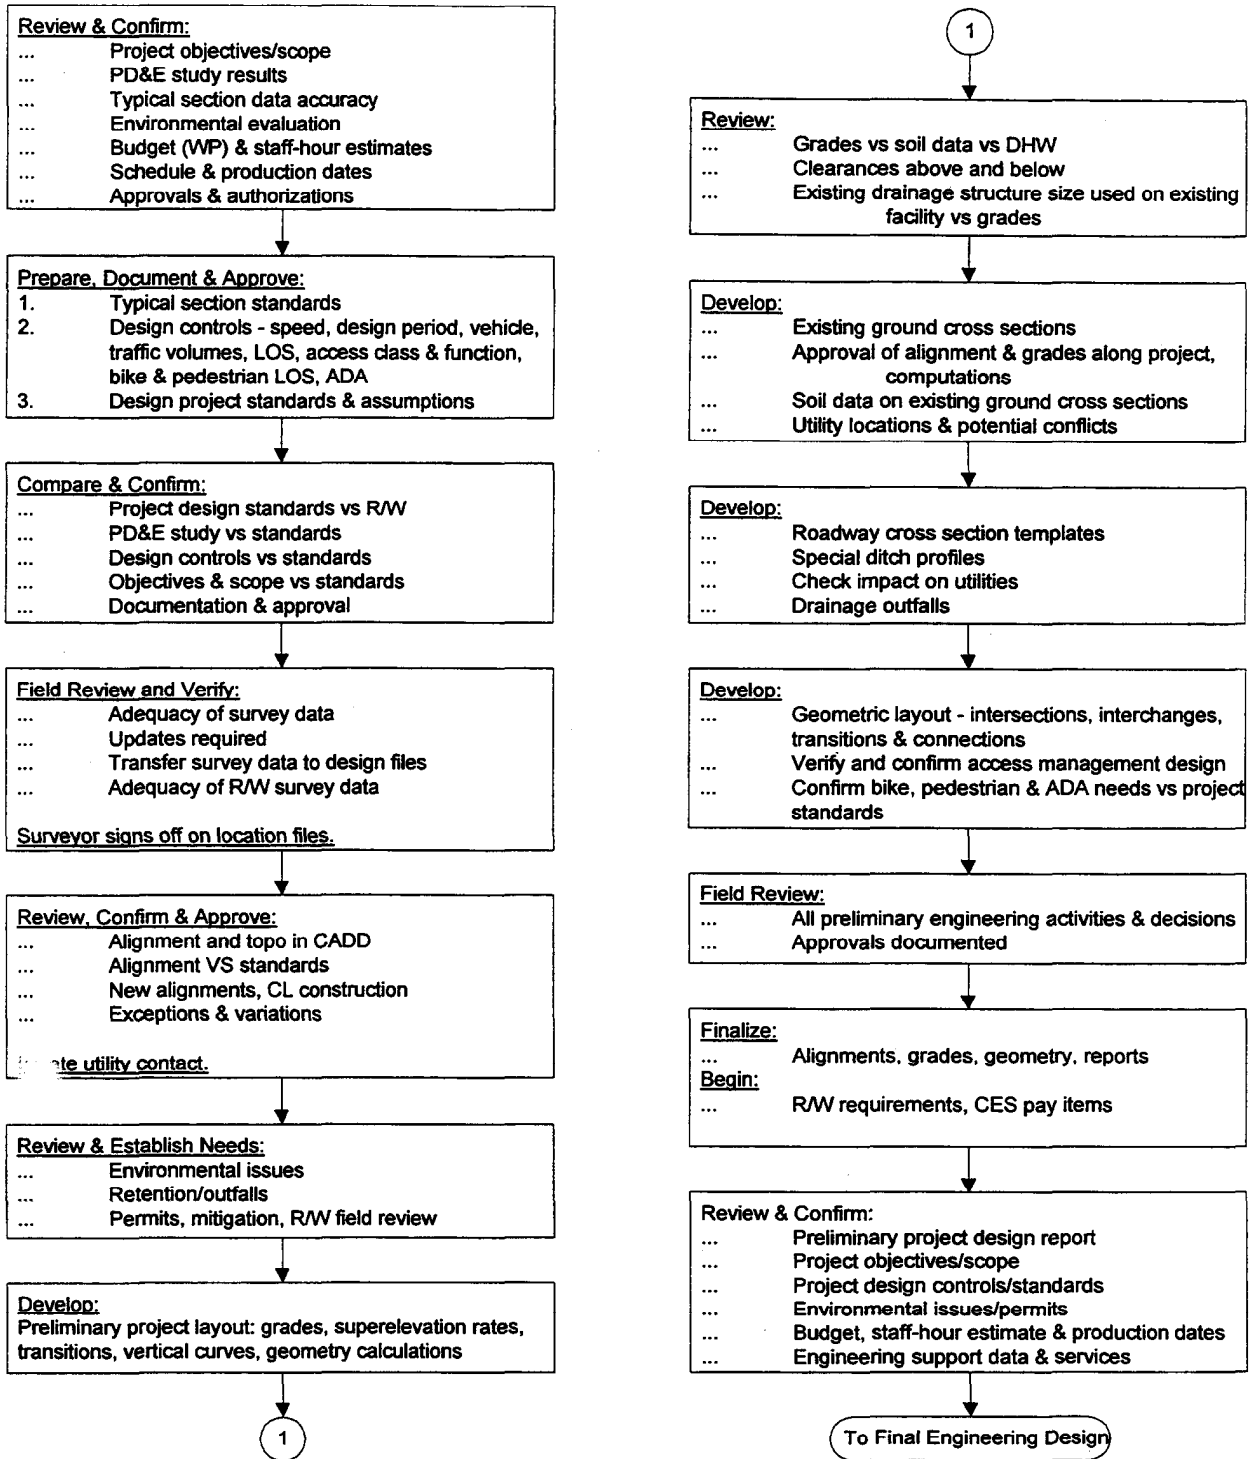 Review & Confirm:
... Project objectives/scope
... PD&E study results
... Typical section data accuracy
... Environmental evaluation
... Budget (WP) & staff-hour estimates
... Schedule & production dates
... Approvals & authorizations
Prepare, Document & Approve:
1. Typical section standards
2. Design controls - speed, design period, vehicle,
traffic volumes, LOS, access class & function,
bike & pedestrian LOS, ADA
3. Design project standards & assumptions
Compare & Confirm:
... Project design standards vs R/W
... PD&E study vs standards
... Design controls vs standards
... Objectives & scope vs standards
... Documentation & approval
Field Review and Verify:
... Adequacy of survey data
... Updates required
... Transfer survey data to design files
... Adequacy of R/W survey data
Surveyor signs off on location files.
Review, Confirm & Approve:
... Alignment and topo in CADD
... Alignment VS standards
... New alignments, CL construction
... Exceptions & variations
utility contact.
Review & Establish Needs:
... Environmental issues
... Retention/outfalls
... Permits, mitigation, R/W field review
Develop:
Preliminary project layout: grades, superelevation rates,
transitions, vertical curves, geometry calculations
1
1
Review:
... Grades vs soil data vs DHW
... Clearances above and below
... Existing drainage structure size used on existing
facility vs grades
Develop:
... Existing ground cross sections
... Approval of alignment & grades along project,
computations
... Soil data on existing ground cross sections
... Utility locations & potential conflicts
Develop:
... Roadway cross section templates
... Special ditch profiles
... Check impact on utilities
... Drainage outfalls
Develop:
... Geometric layout - intersections, interchanges,
transitions & connections
... Verify and confirm access management design
... Confirm bike, pedestrian & ADA needs vs project
standards
Field Review:
... All preliminary engineering activities & decisions
... Approvals documented
Finalize:
... Alignments, grades, geometry, reports
Begin:
... R/W requirements, CES pay items
Review & Confirm:
... Preliminary project design report
... Project objectives/scope
... Project design controls/standards
... Environmental issues/permits
... Budget, staff-hour estimate & production dates
... Engineering support data & services
To Final Engineering Design